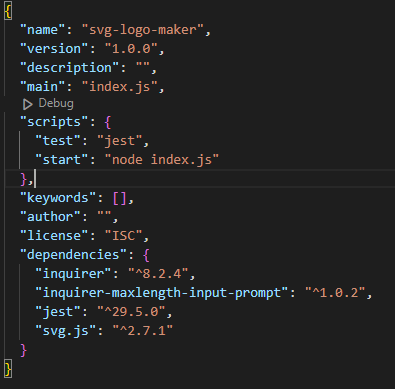 {
"name": "svg-logo-maker",
"version": "1.0.0",
"description": "",
"main": "index.js",
Debug
"scripts": {
"test": "jest",
"start": "node index.js"
},
"keywords": [],
"author": "",
"license": "ISC",
"dependencies": {
"inquirer": "^8.2.4",
"inquirer-maxlength-input-prompt": "^1.0.2",
"jest": "^29.5.0",
"svg.js": "^2.7.1"
}
}